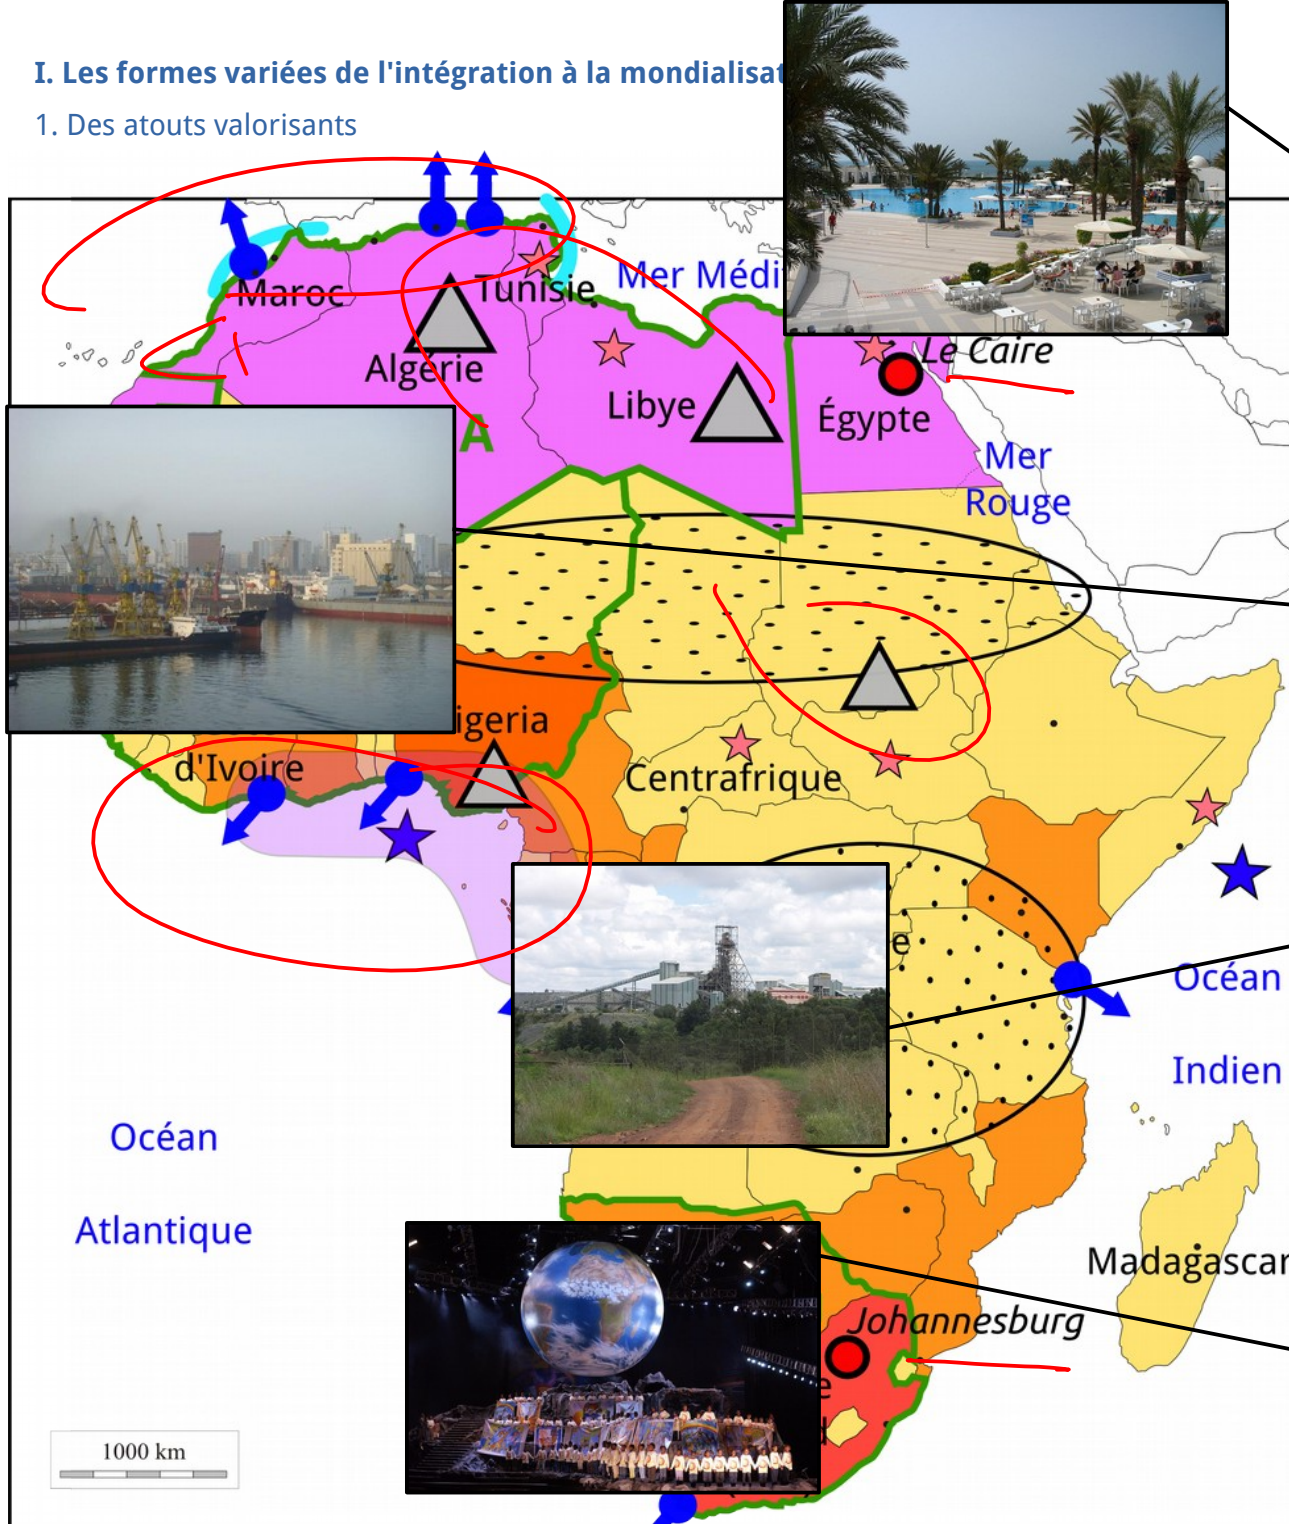 I. Les formes variées de l'intégration à la mondialisat
1. Des atouts valorisants
Maroc
Tunisie
Mer Médi
Le Caire
Algérie
Libye
Égypte
A
Mer
Rouge
igeria
d'Ivoire
Centrafrique
e
Océan
Indien
Océan
Atlantique
Madagascar
Johannesburg
e
d
1000 km